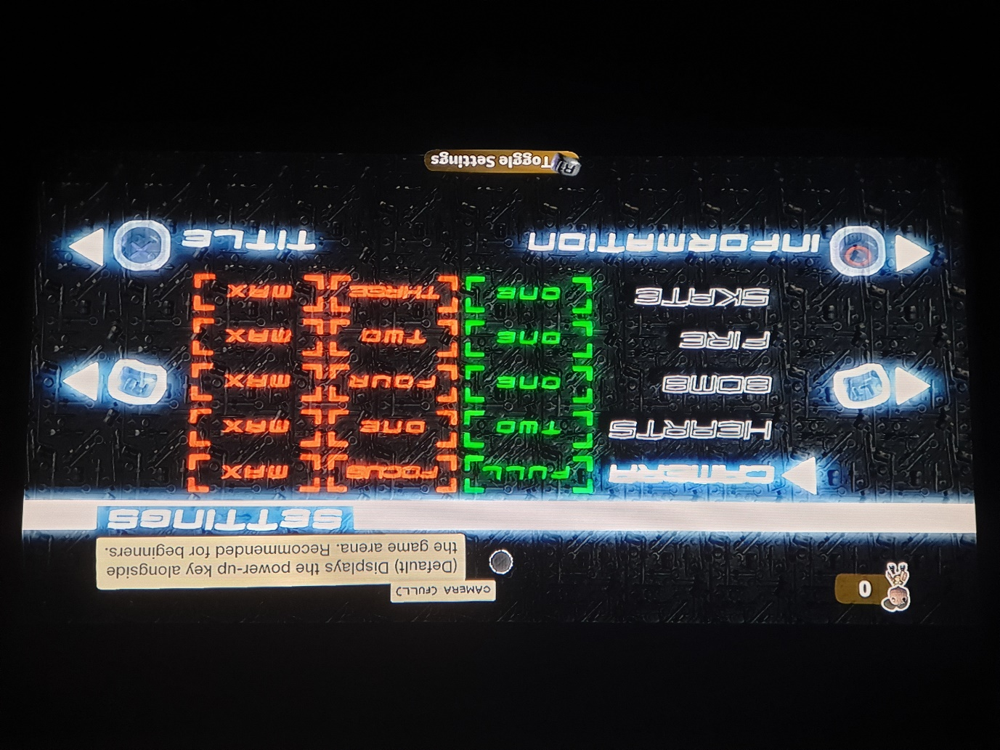 0
CAMERA (FULL)
(Default) Displays the power-up key alongside
the game arena. Recommended for beginners.
SETTINGS
CAMERA FULL FOCUS MAX
HEARTS TWO ONE MAX
BOMB ONE FOUR MAX
FIRE ONE TWO MAX
SKATE ONE THREE MAX
INFORMATION TITLE
R1 Toggle Settings